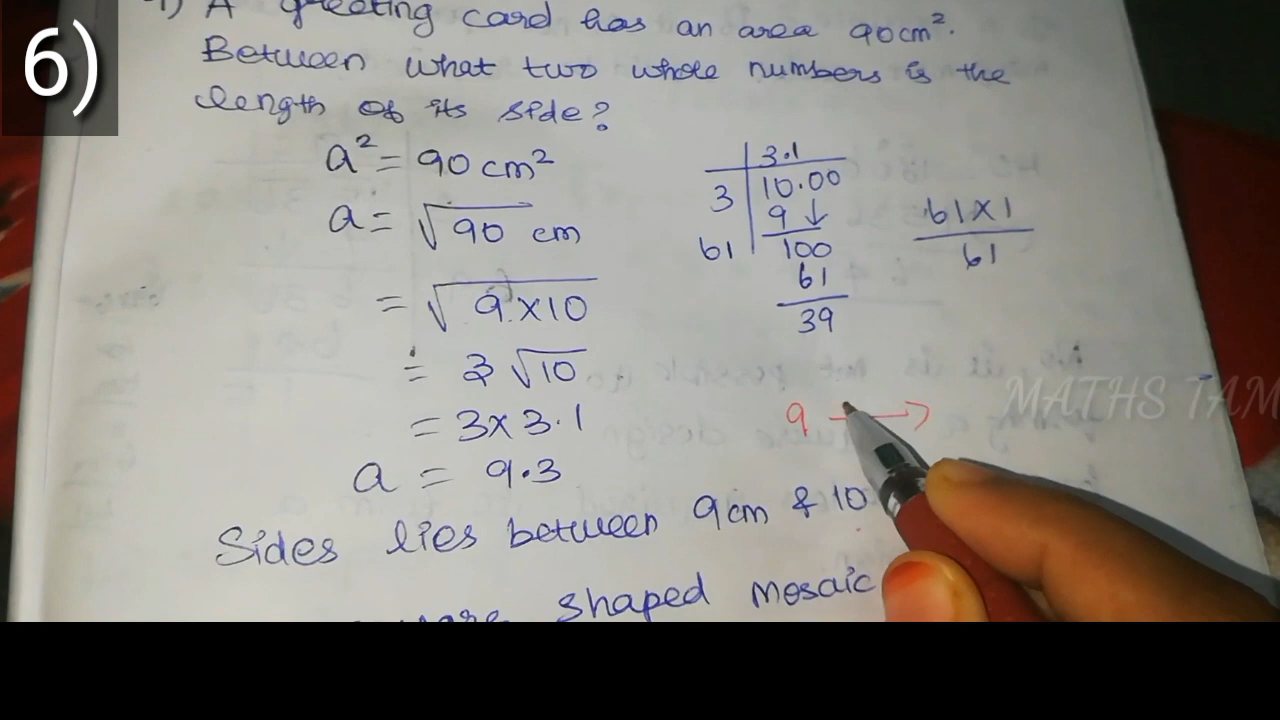 6)
A greeting card has an area 90cm².
Between what two whole numbers is the
length of its side?
a² = 90 cm²
a = √90 cm
= √9×10
= 3 √10
= 3×3.1
a = 9.3
Sides lies between 9cm & 10
shaped mosaic
3.1
3 10.00
9 ↓
61 100
61
39
61×1
61
9 →
MATHS TAM